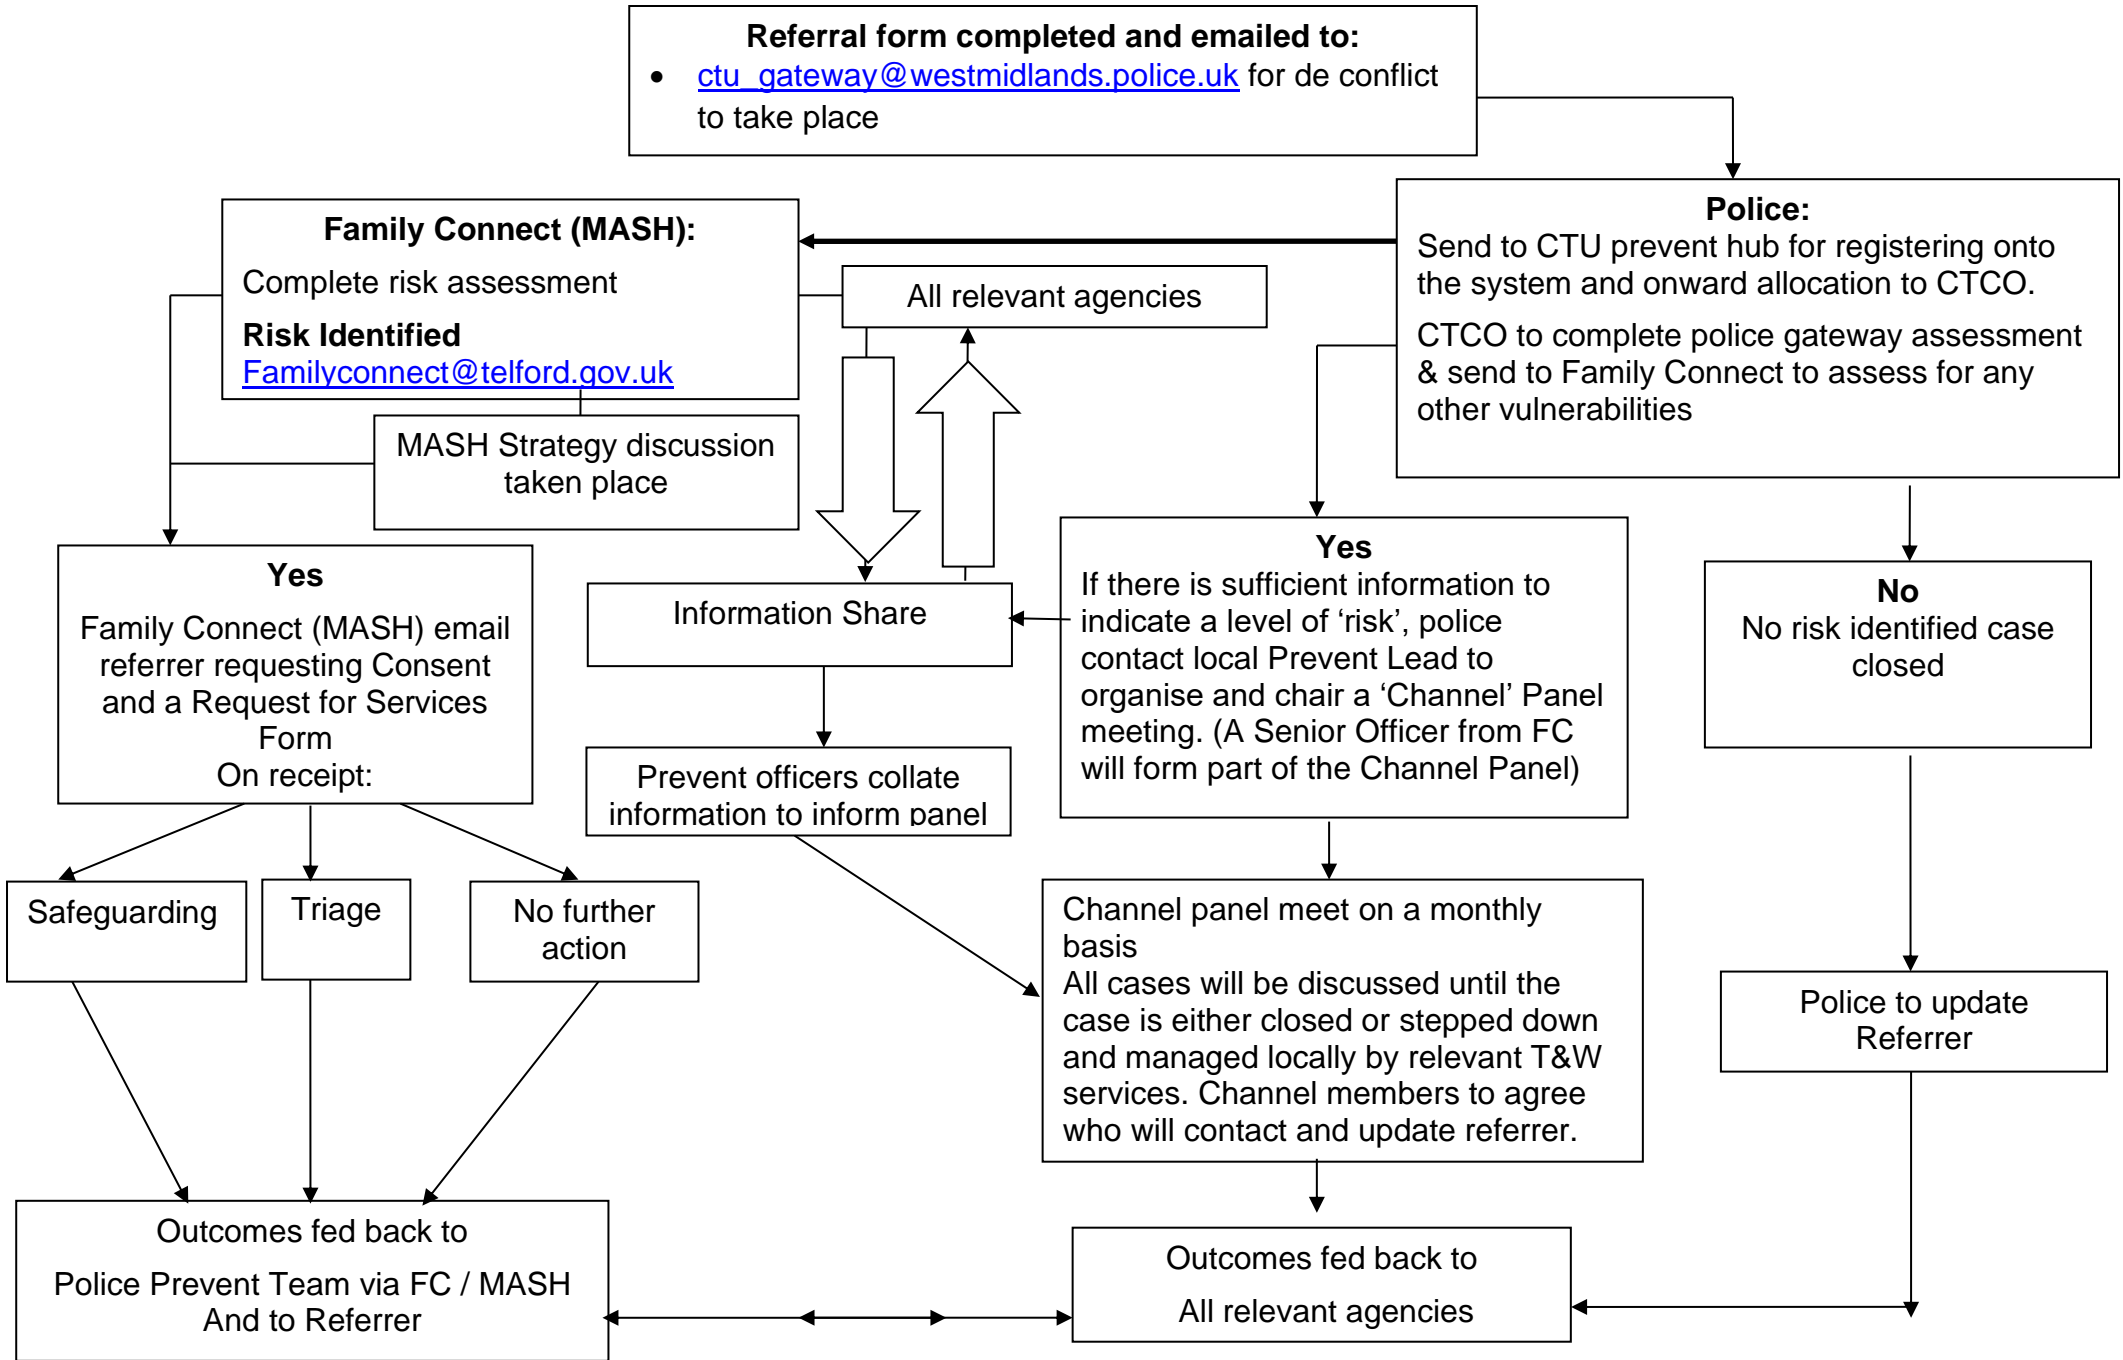 Referral form completed and emailed to:
• ctu_gateway@westmidlands.police.uk for de conflict
to take place
Police:
Send to CTU prevent hub for registering onto
the system and onward allocation to CTCO.
CTCO to complete police gateway assessment
& send to Family Connect to assess for any
other vulnerabilities
Family Connect (MASH):
Complete risk assessment
Risk Identified
Familyconnect@telford.gov.uk
All relevant agencies
MASH Strategy discussion
taken place
Yes
Family Connect (MASH) email
referrer requesting Consent
and a Request for Services
Form
On receipt:
Information Share
Yes
If there is sufficient information to
indicate a level of ‘risk’, police
contact local Prevent Lead to
organise and chair a ‘Channel’ Panel
meeting. (A Senior Officer from FC
will form part of the Channel Panel)
No
No risk identified case
closed
Prevent officers collate
information to inform panel
Safeguarding
Triage
No further
action
Channel panel meet on a monthly
basis
All cases will be discussed until the
case is either closed or stepped down
and managed locally by relevant T&W
services. Channel members to agree
who will contact and update referrer.
Police to update
Referrer
Outcomes fed back to
Police Prevent Team via FC / MASH
And to Referrer
Outcomes fed back to
All relevant agencies